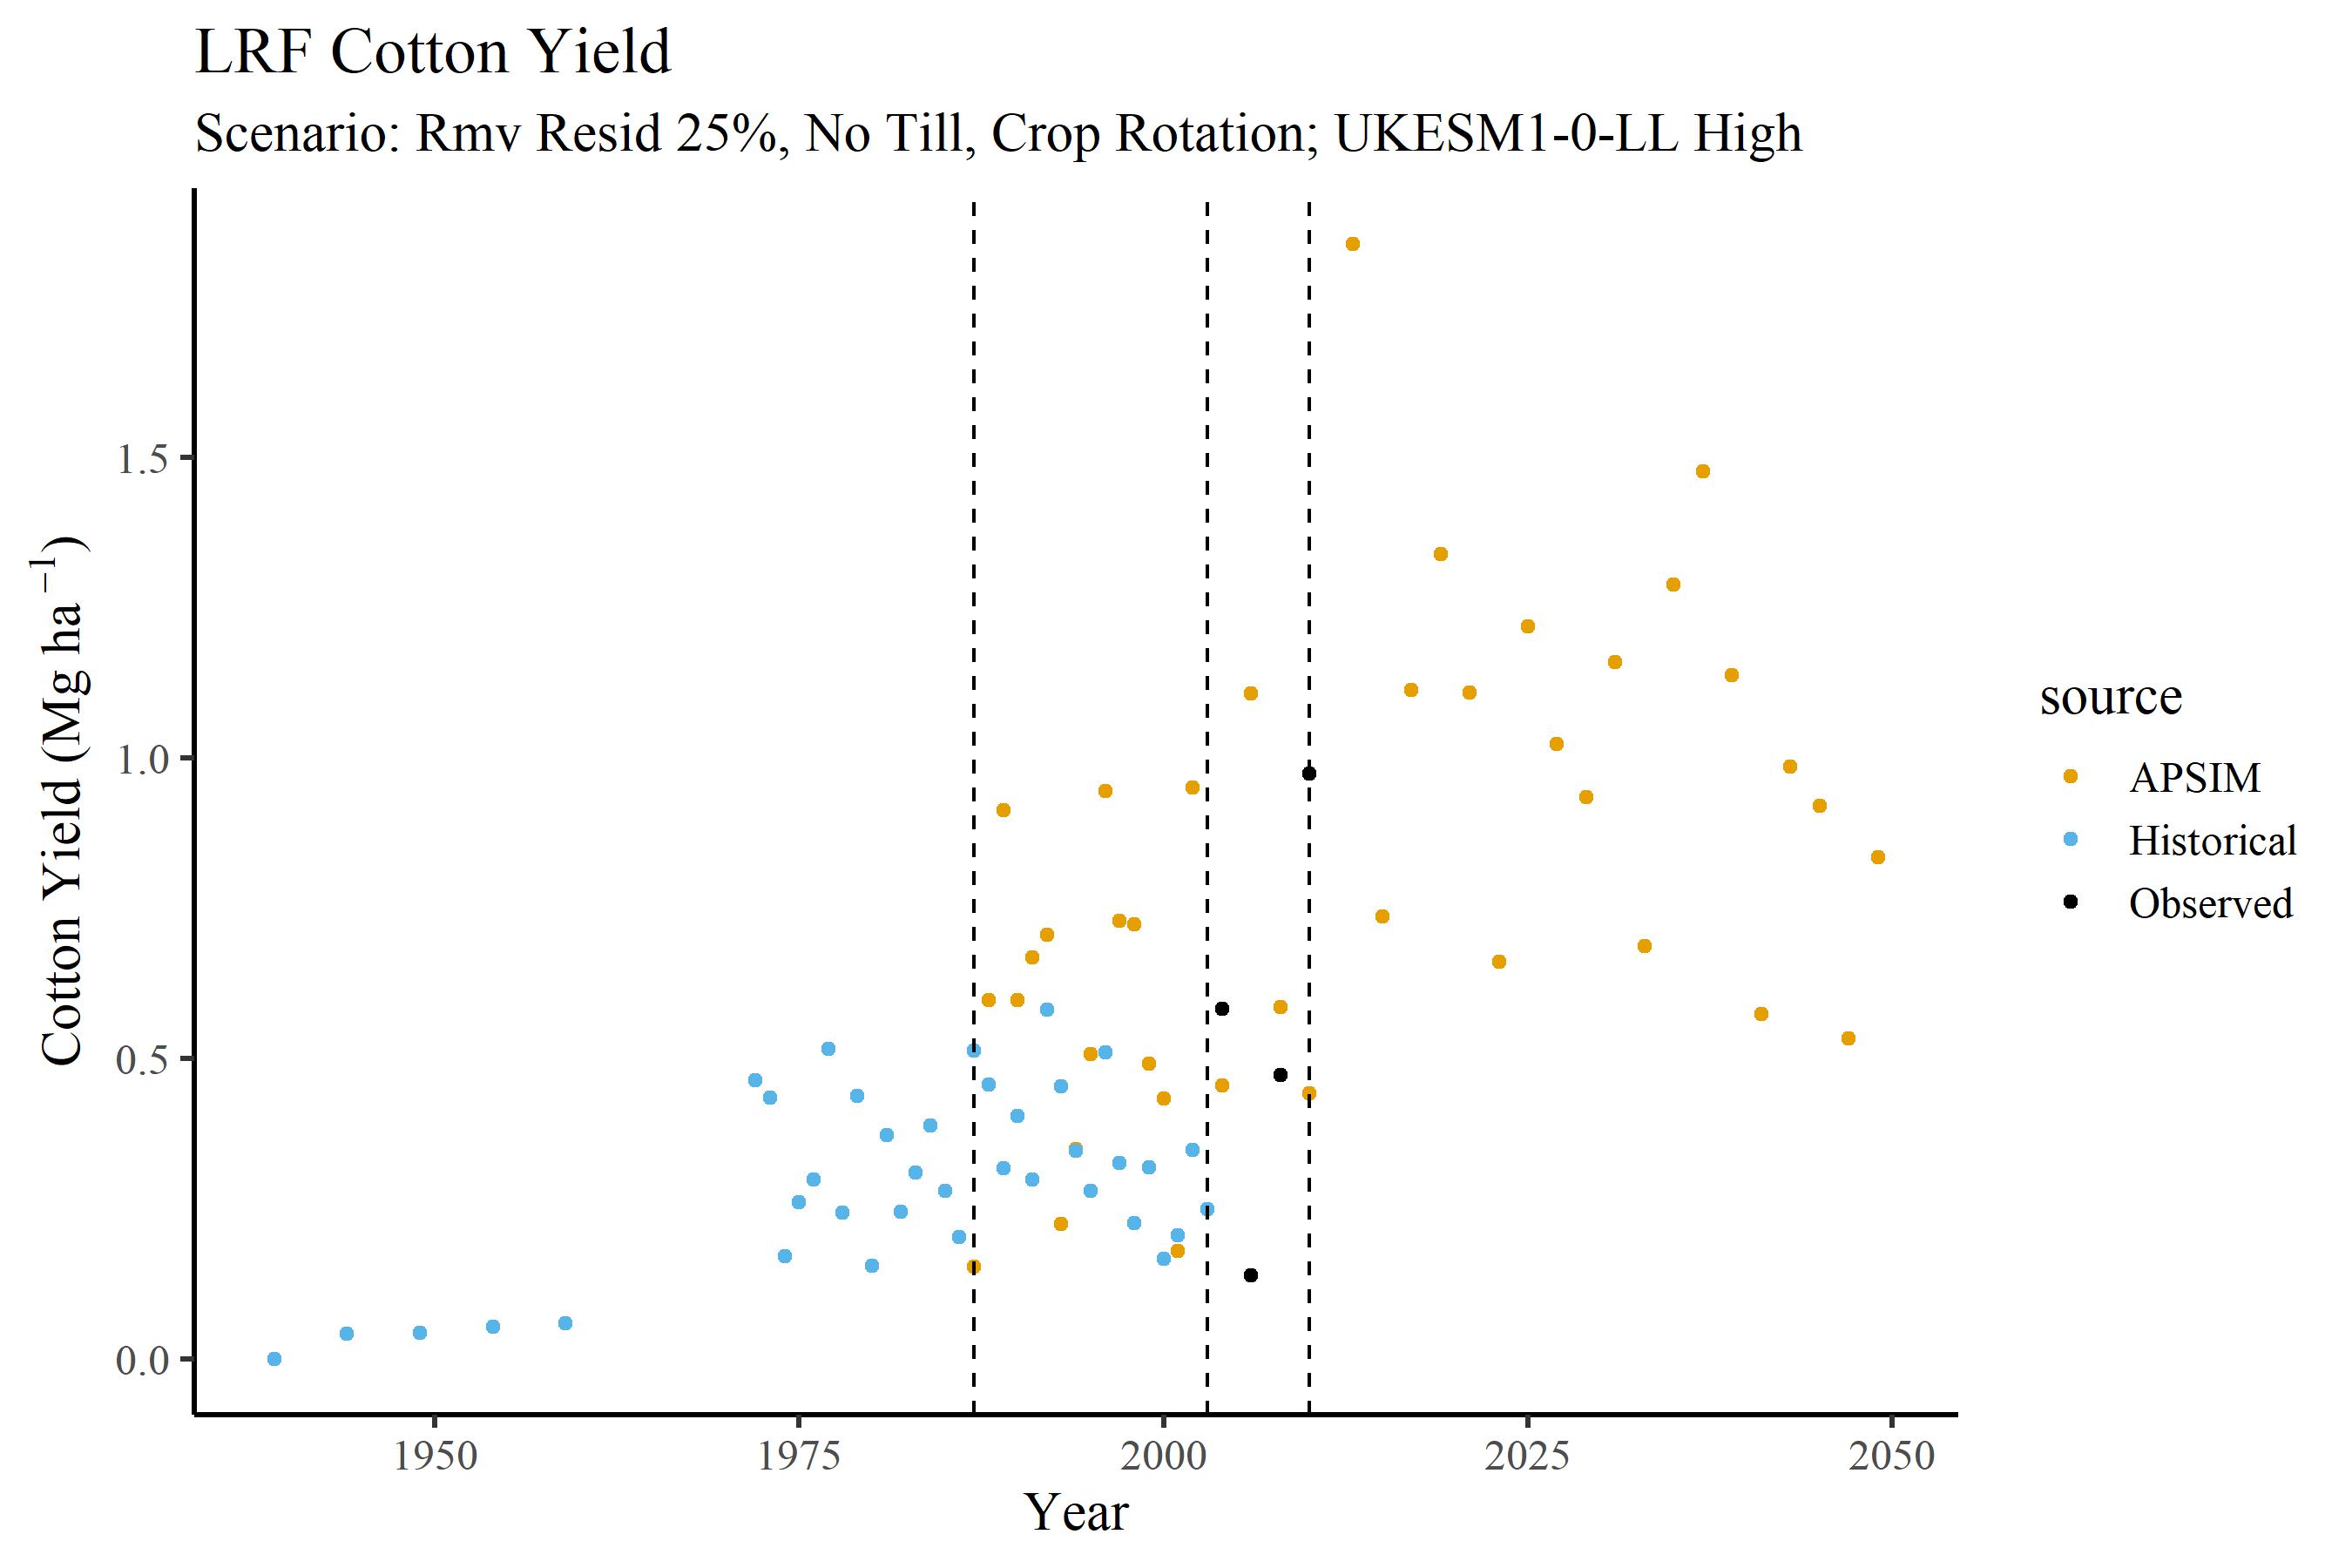 LRF Cotton Yield
Scenario: Rmv Resid 25%, No Till, Crop Rotation; UKESM1-0-LL High
Cotton Yield (Mg ha⁻¹)
1.5
1.0
0.5
0.0
1950 1975 2000 2025 2050
Year
source
APSIM
Historical
Observed